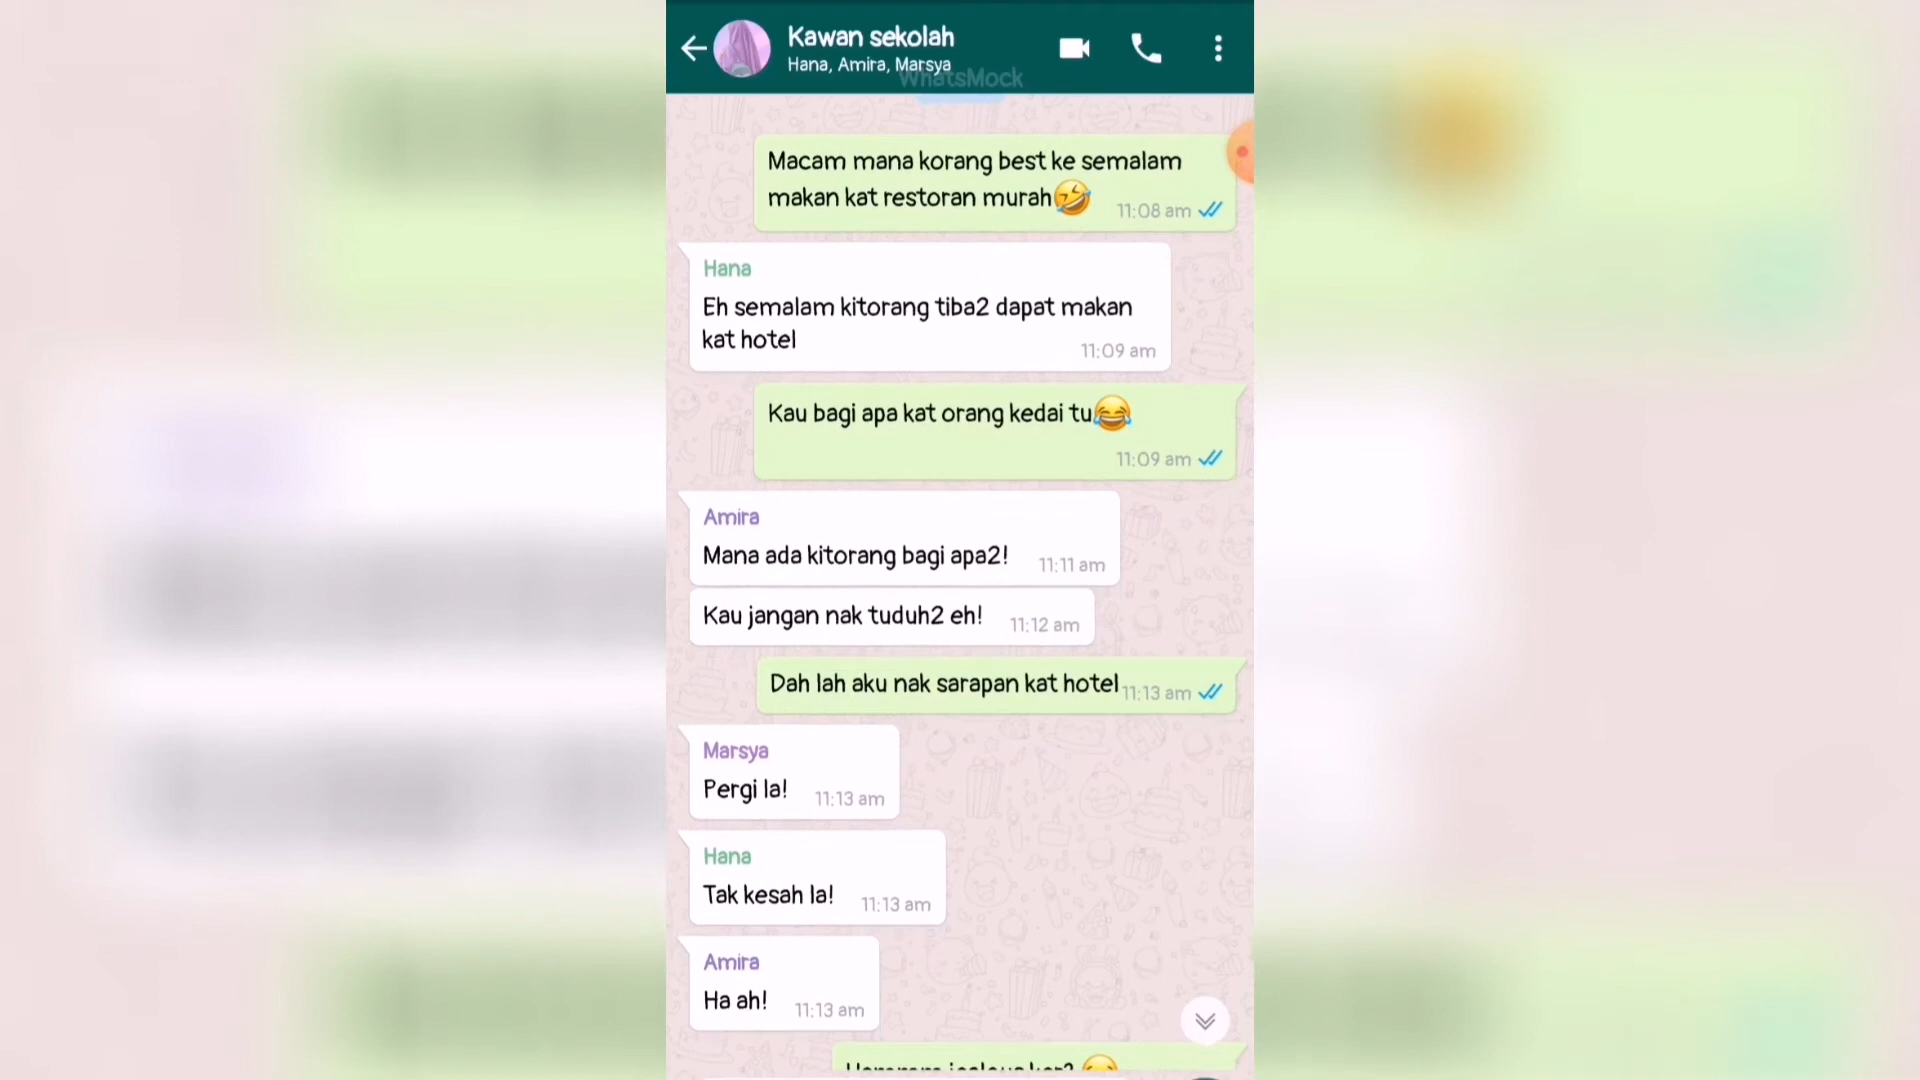 Kawan sekolah
Hana, Amira, Marsya
WhatsMock
Macam mana korang best ke semalam
makan kat restoran murah🤣 11:08 am
Hana
Eh semalam kitorang tiba2 dapat makan
kat hotel
11:09 am
Kau bagi apa kat orang kedai tu😂
11:09 am
Amira
Mana ada kitorang bagi apa2! 11:11 am
Kau jangan nak tuduh2 eh! 11:12 am
Dah lah aku nak sarapan kat hotel 11:13 am
Marsya
Pergi la! 11:13 am
Hana
Tak kesah la! 11:13 am
Amira
Ha ah! 11:13 am